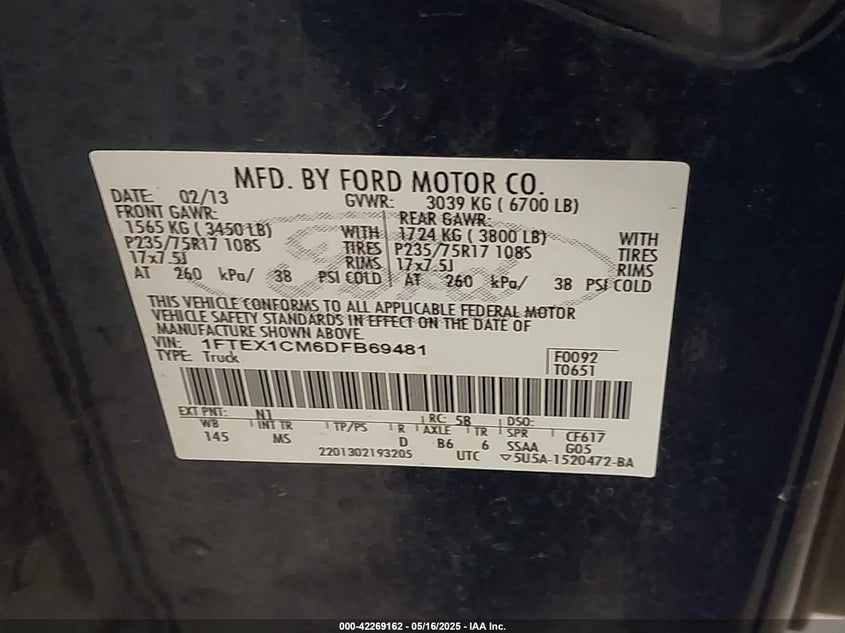 MFD. BY FORD MOTOR CO.
DATE: 02/13 GVWR: 3039 KG ( 6700 LB)
FRONT GAWR: REAR GAWR:
1565 KG ( 3450 LB) WITH 1724 KG ( 3800 LB) WITH
P235/75R17 108S TIRES P235/75R17 108S TIRES
17x7.5J RIMS 17x7.5J RIMS
AT 260 kPa/ 38 PSI COLD AT 260 kPa/ 38 PSI COLD
THIS VEHICLE CONFORMS TO ALL APPLICABLE FEDERAL MOTOR
VEHICLE SAFETY STANDARDS IN EFFECT ON THE DATE OF
MANUFACTURE SHOWN ABOVE.
VIN: 1FTEX1CM6DFB69481
TYPE: Truck
F0092
T0651
EXT PNT: N1 RC: 58 DSO:
WB INT TR TP/PS R AXLE TR SPR CF617
145 MS D B6 6 SSAA G05
2201302193205 UTC ▽5U5A-1520472-BA
000-42269162 - 05/16/2025 - IAA Inc.